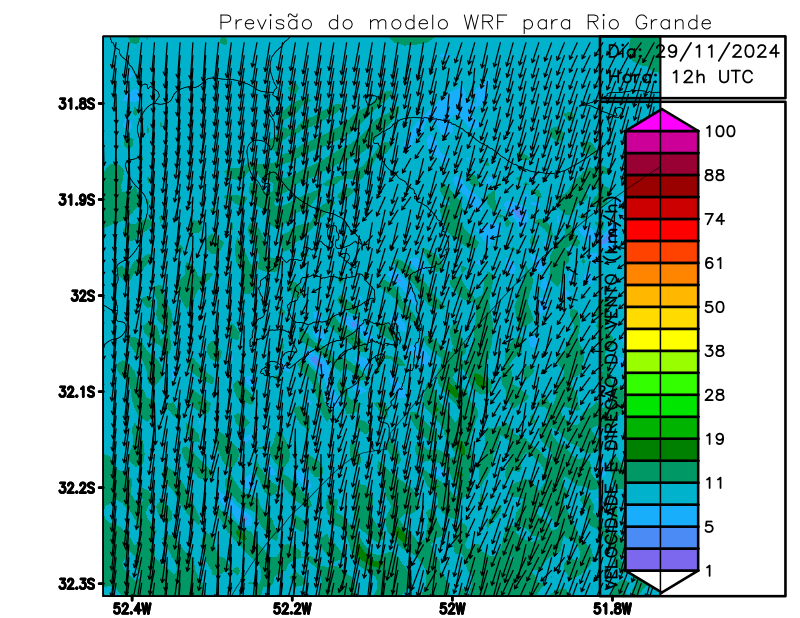 Previsão do modelo WRF para Rio Grande
Dia: 29/11/2024
Hora: 12h UTC
31.8S
31.9S
32S
32.1S
32.2S
32.3S
52.4W
52.2W
52W
51.8W
VELOCIDADE E DIREÇÃO DO VENTO (km/h)
100
88
74
61
50
38
28
19
11
5
1